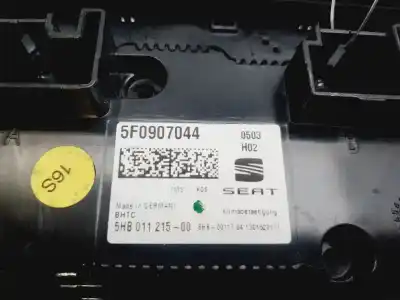 5F0907044
0503
H02
SEAT
16S
Made in GERMANY
BHTC
5HB 011 215-00